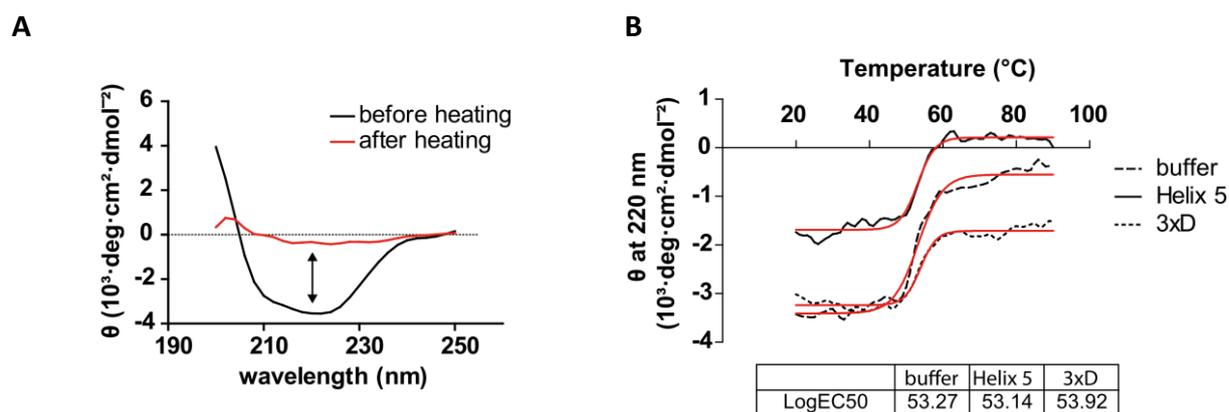 A
B
6
4
2
0
-2
-4
190
210
230
250
wavelength (nm)
θ (10³·deg·cm²·dmol⁻²)
before heating
after heating
Temperature (°C)
20
40
60
80
100
1
0
-1
-2
-3
-4
θ at 220 nm
(10³·deg·cm²·dmol⁻²)
buffer
Helix 5
3xD
buffer Helix 5 3xD
LogEC50 53.27 53.14 53.92